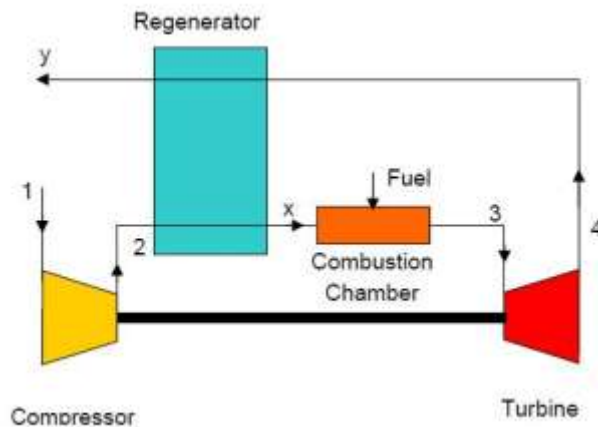 Regenerator
y
1
Fuel
x
3
2
4
Combustion
Chamber
Turbine
Compressor